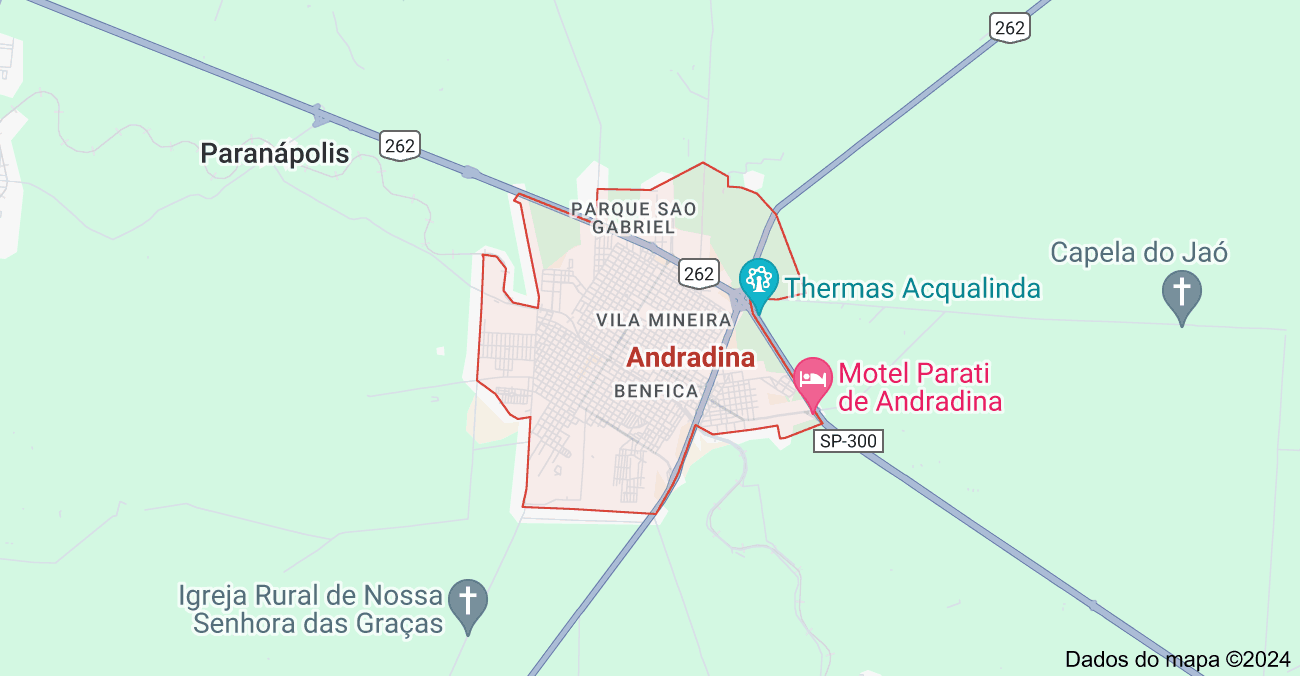 262
262
Paranápolis
PARQUE SAO
GABRIEL
Capela do Jaó
262
Thermas Acqualinda
VILA MINEIRA
Andradina
BENFICA
Motel Parati
de Andradina
SP-300
Igreja Rural de Nossa
Senhora das Graças
Dados do mapa ©2024